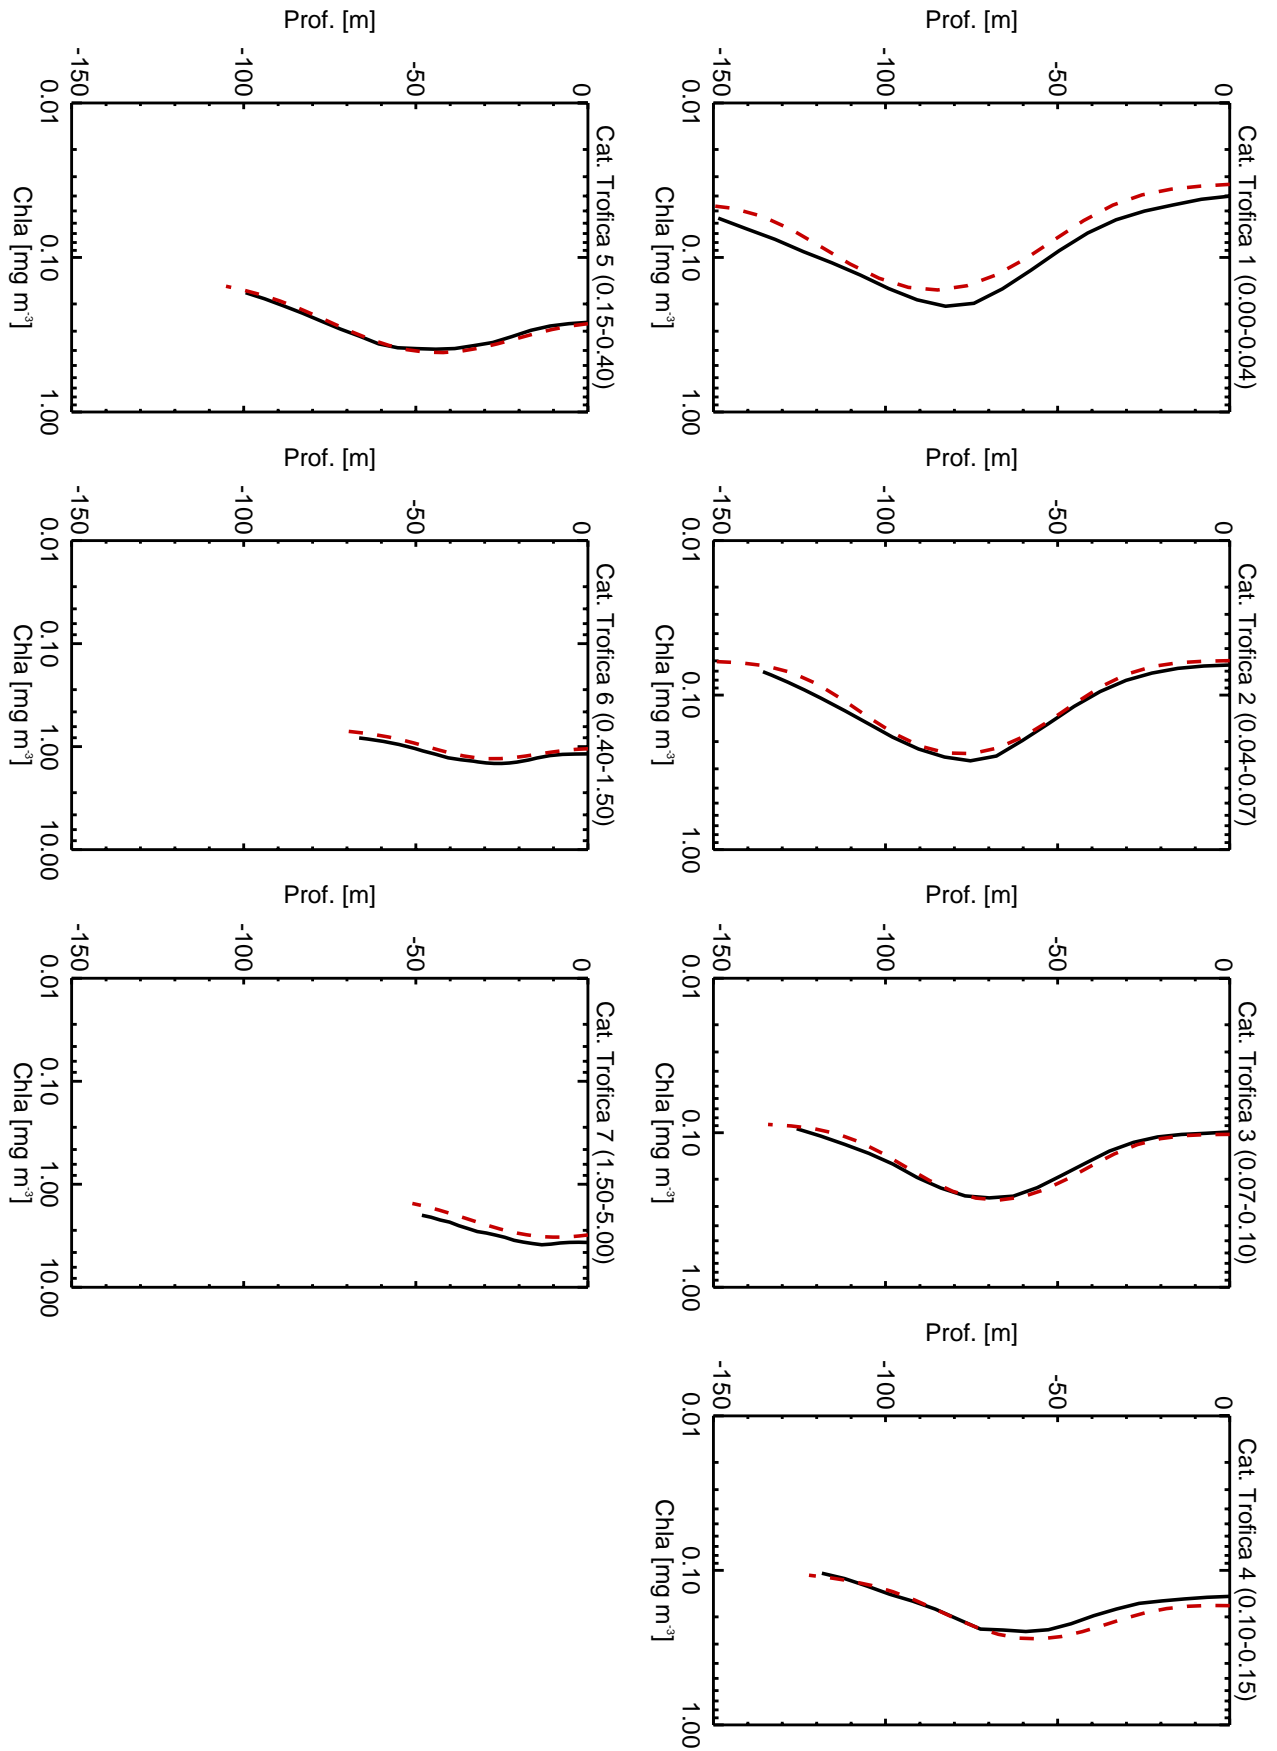 Cat. Trofica 1 (0.00-0.04)
Prof. [m]
0
-50
-100
-150
0.01
0.10
1.00
Chla [mg m-3]
Cat. Trofica 2 (0.04-0.07)
Prof. [m]
0
-50
-100
-150
0.01
0.10
1.00
Chla [mg m-3]
Cat. Trofica 3 (0.07-0.10)
Prof. [m]
0
-50
-100
-150
0.01
0.10
1.00
Chla [mg m-3]
Cat. Trofica 4 (0.10-0.15)
Prof. [m]
0
-50
-100
-150
0.01
0.10
1.00
Chla [mg m-3]
Cat. Trofica 5 (0.15-0.40)
Prof. [m]
0
-50
-100
-150
0.01
0.10
1.00
Chla [mg m-3]
Cat. Trofica 6 (0.40-1.50)
Prof. [m]
0
-50
-100
-150
0.01
0.10
1.00
10.00
Chla [mg m-3]
Cat. Trofica 7 (1.50-5.00)
Prof. [m]
0
-50
-100
-150
0.01
0.10
1.00
10.00
Chla [mg m-3]